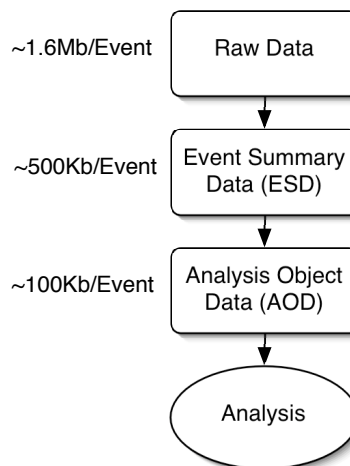 ~1.6Mb/Event
Raw Data
~500Kb/Event
Event Summary
Data (ESD)
~100Kb/Event
Analysis Object
Data (AOD)
Analysis